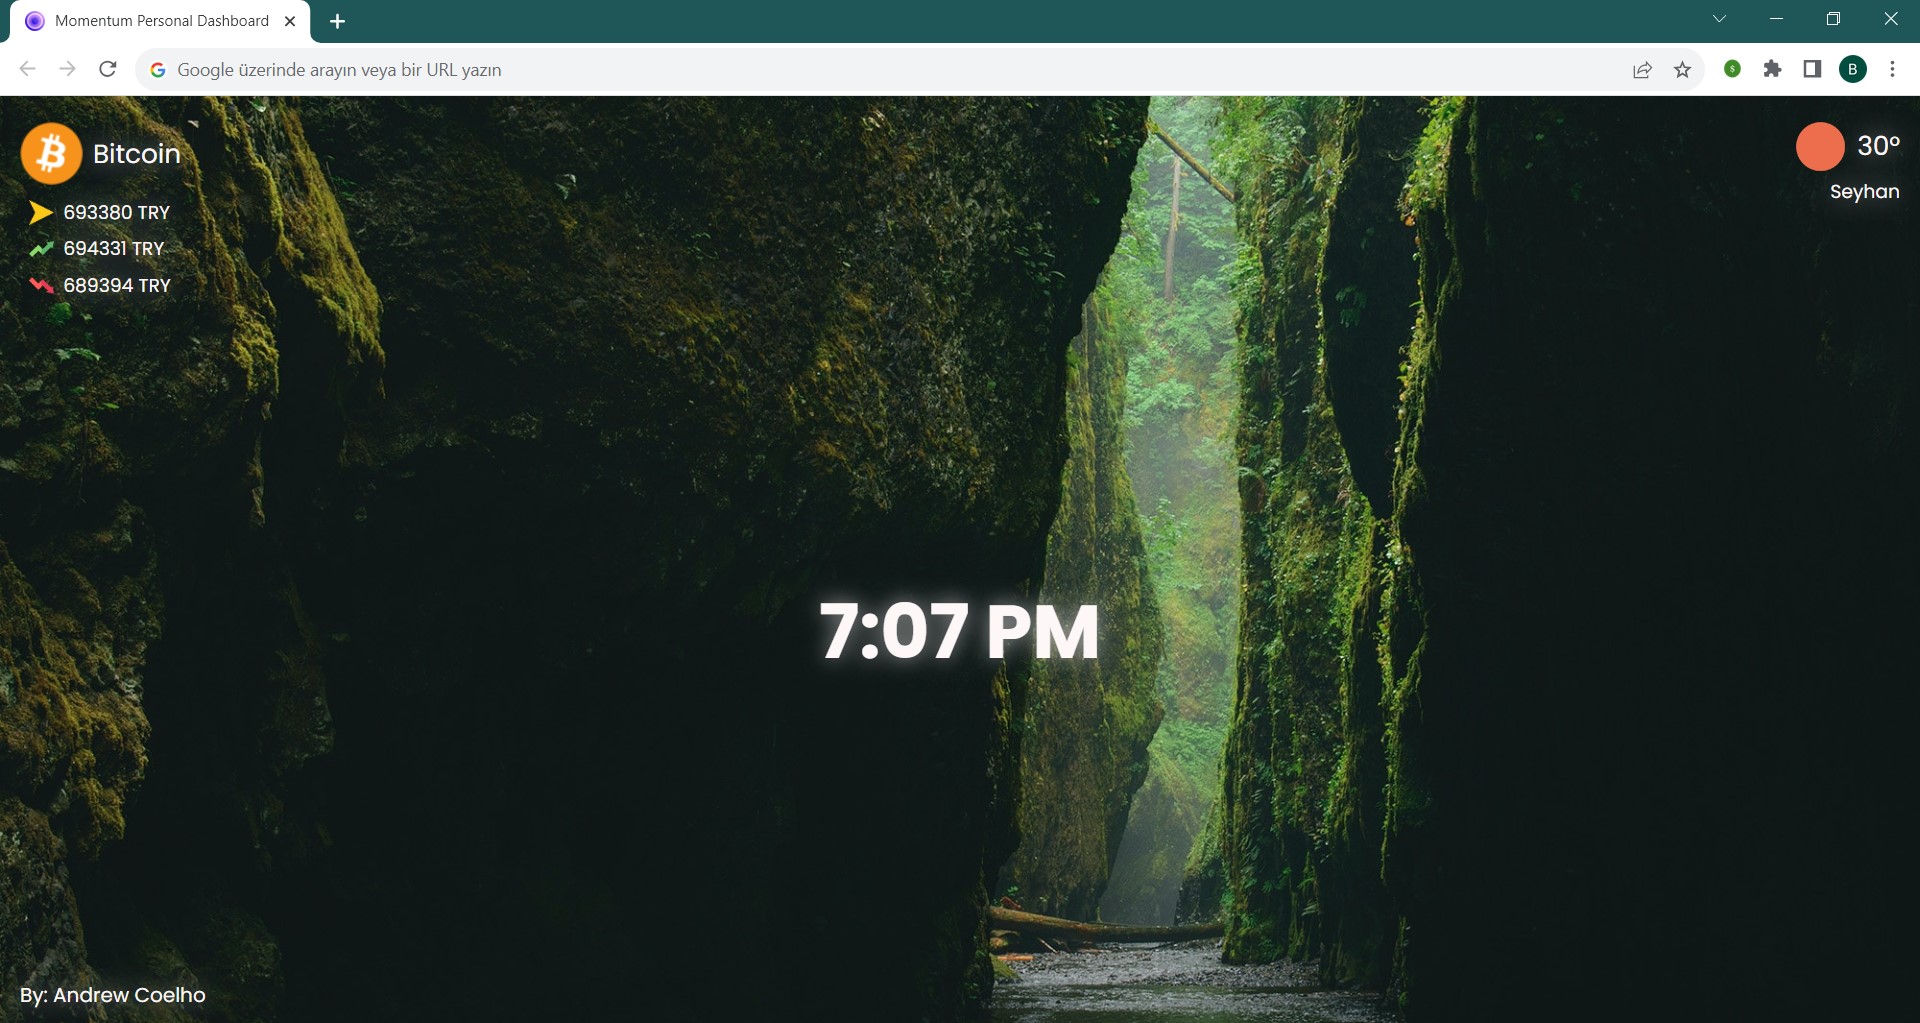 Momentum Personal Dashboard
Google üzerinde arayın veya bir URL yazın
B
Bitcoin
693380 TRY
694331 TRY
689394 TRY
30°
Seyhan
7:07 PM
By: Andrew Coelho